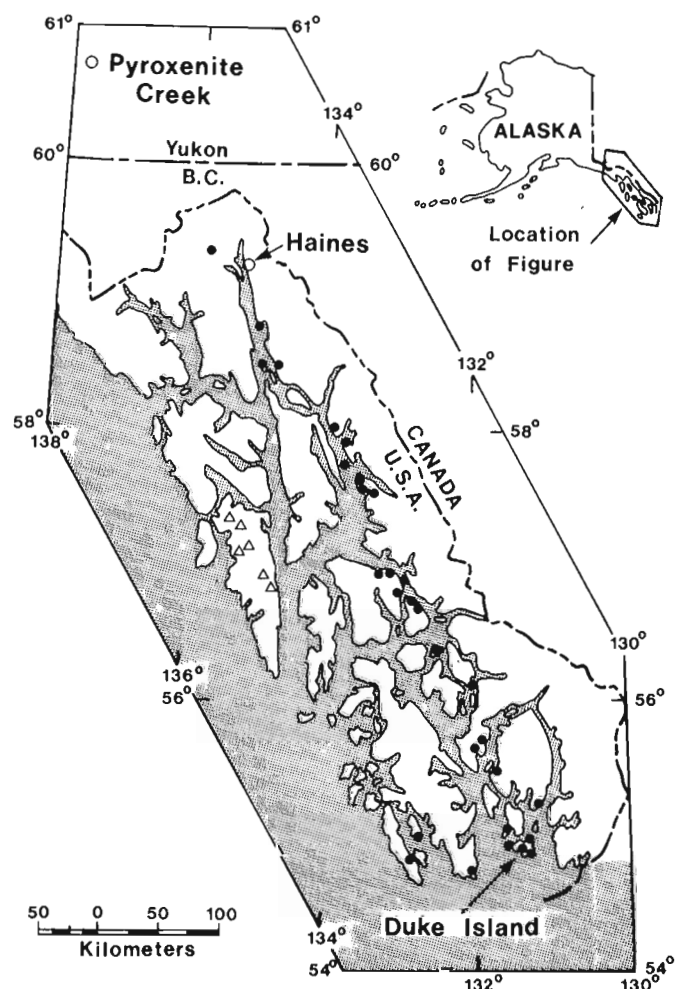 61°
61°
Pyroxenite
Creek
134°
ALASKA
60°
Yukon
60°
B.C.
Haines
Location
of Figure
132°
58°
58°
138°
CANADA
U.S.A.
130°
136°
56°
56°
50 0 50 100
Kilometers
Duke Island
134°
54°
132°
54°
130°